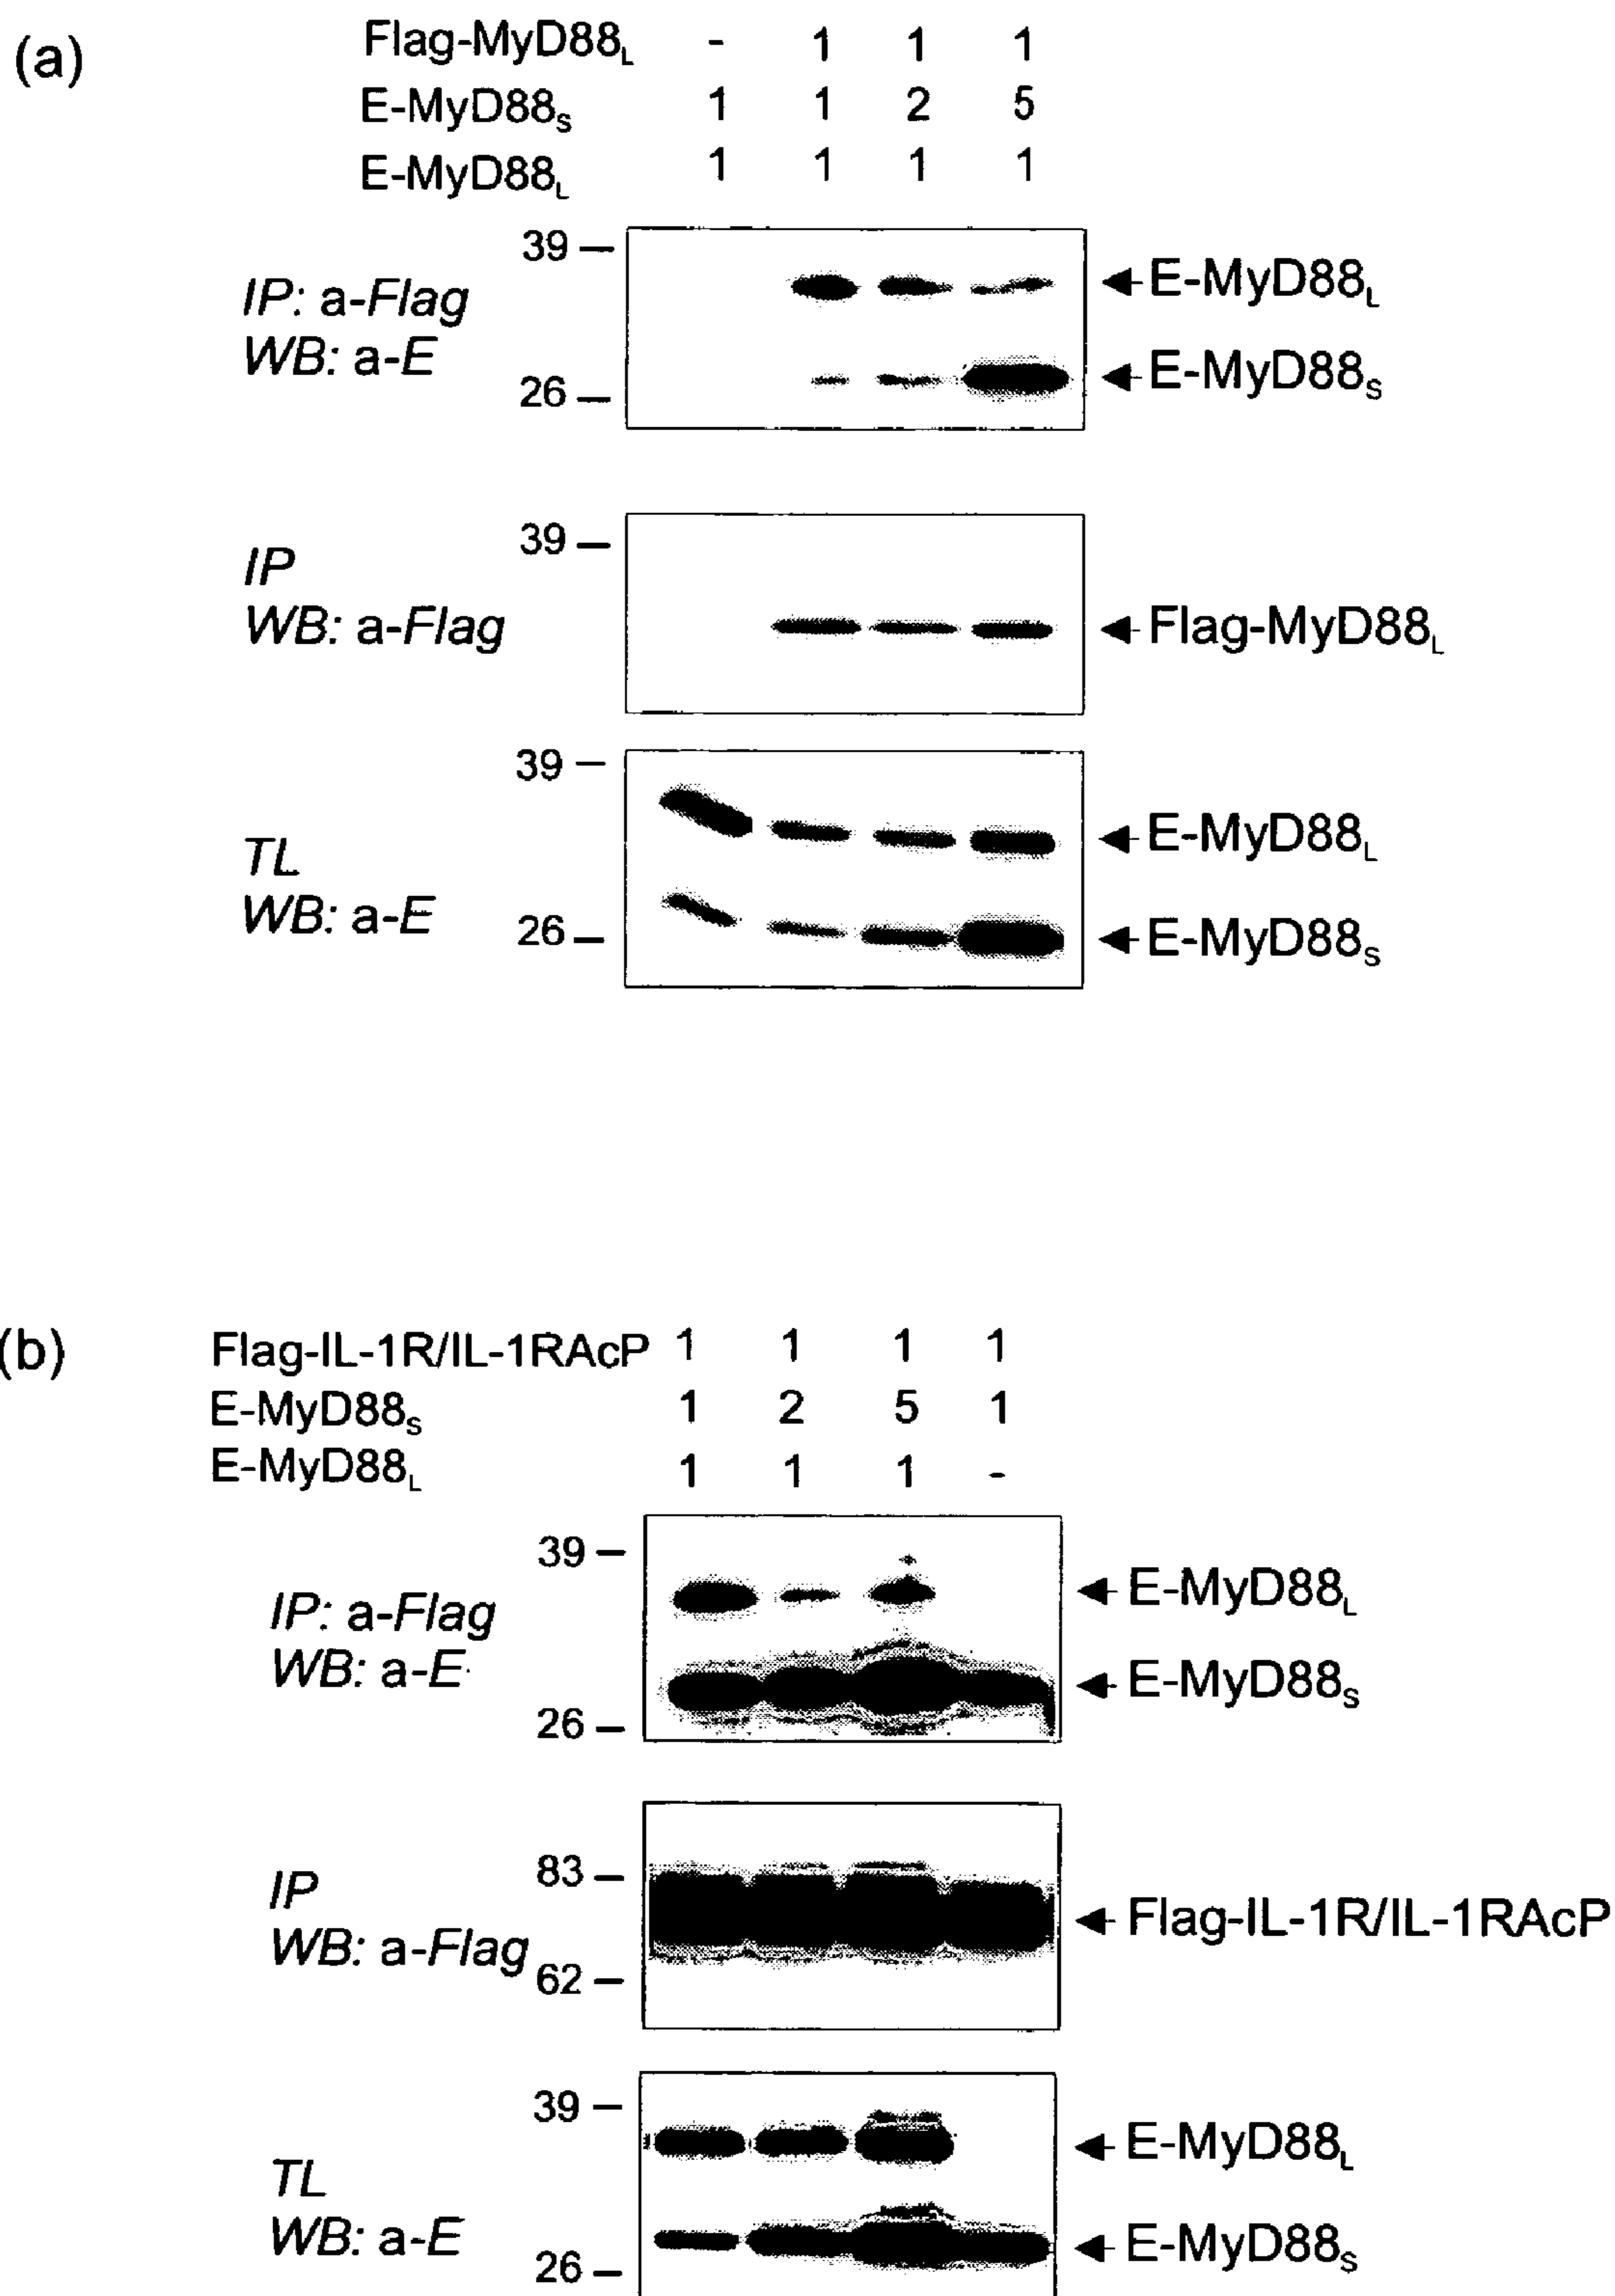 (a)
Flag-MyD88L - 1 1 1
E-MyD88S 1 1 2 5
E-MyD88L 1 1 1 1
39
IP: a-Flag
WB: a-E
26
E-MyD88L
E-MyD88S
39
IP
WB: a-Flag
Flag-MyD88L
39
TL
WB: a-E
26
E-MyD88L
E-MyD88S
(b)
Flag-IL-1R/IL-1RAcP 1 1 1 1
E-MyD88S 1 2 5 1
E-MyD88L 1 1 1 -
39
IP: a-Flag
WB: a-E
26
E-MyD88L
E-MyD88S
83
IP
WB: a-Flag
62
Flag-IL-1R/IL-1RAcP
39
TL
WB: a-E
26
E-MyD88L
E-MyD88S